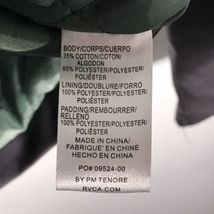 BODY/CORPS/CUERPO
35% COTTON/COTON/
ALGODON
65% POLYESTER/POLYESTER/
POLIÉSTER
LINING/DOUBLURE/FORRO
100% POLYESTER/POLYESTER/
POLIÉSTER
PADDING/REMBOURRER/
RELLENO
100% POLYESTER/POLYESTER/
POLIÉSTER
MADE IN CHINA/
FABRIQUÉ EN CHINE
HECHO EN CHINA
PO# 09524-00
BY PM TENORE
RVCA.COM